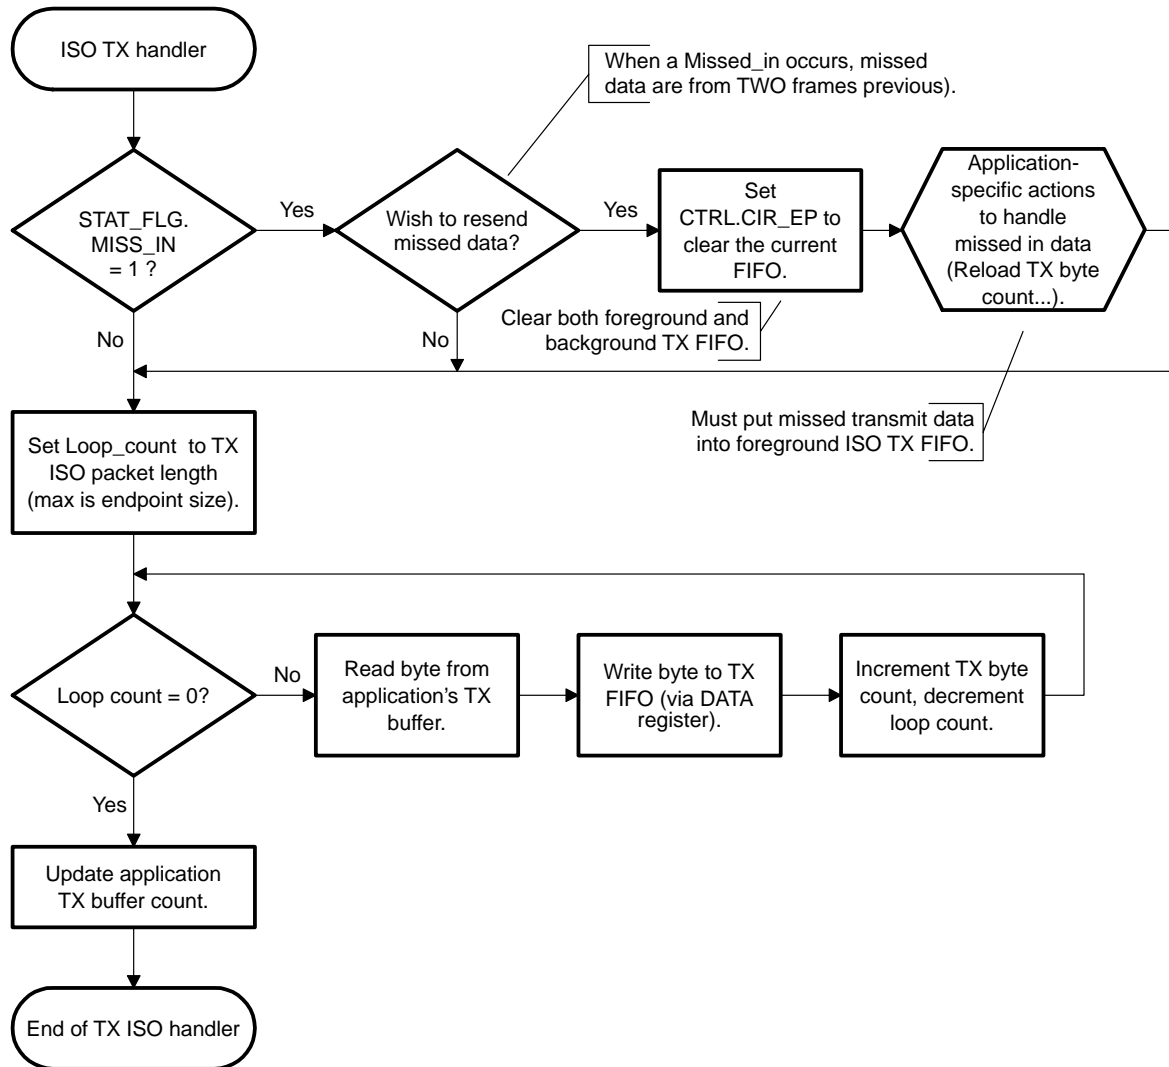 ISO TX handler
When a Missed_in occurs, missed
data are from TWO frames previous).
STAT_FLG.
MISS_IN
= 1 ?
Yes
Wish to resend
missed data?
Yes
Set
CTRL.CIR_EP to
clear the current
FIFO.
Application-
specific actions
to handle
missed in data
(Reload TX byte
count...).
No
No
Clear both foreground and
background TX FIFO.
Must put missed transmit data
into foreground ISO TX FIFO.
Set Loop_count to TX
ISO packet length
(max is endpoint size).
Loop count = 0?
No
Read byte from
application's TX
buffer.
Write byte to TX
FIFO (via DATA
register).
Increment TX byte
count, decrement
loop count.
Yes
Update application
TX buffer count.
End of TX ISO handler